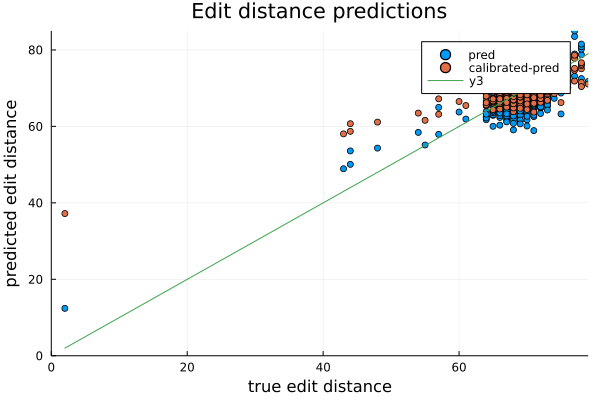 Edit distance predictions
80
60
40
20
0
predicted edit distance
pred
calibrated-pred
y3
0
20
40
60
true edit distance